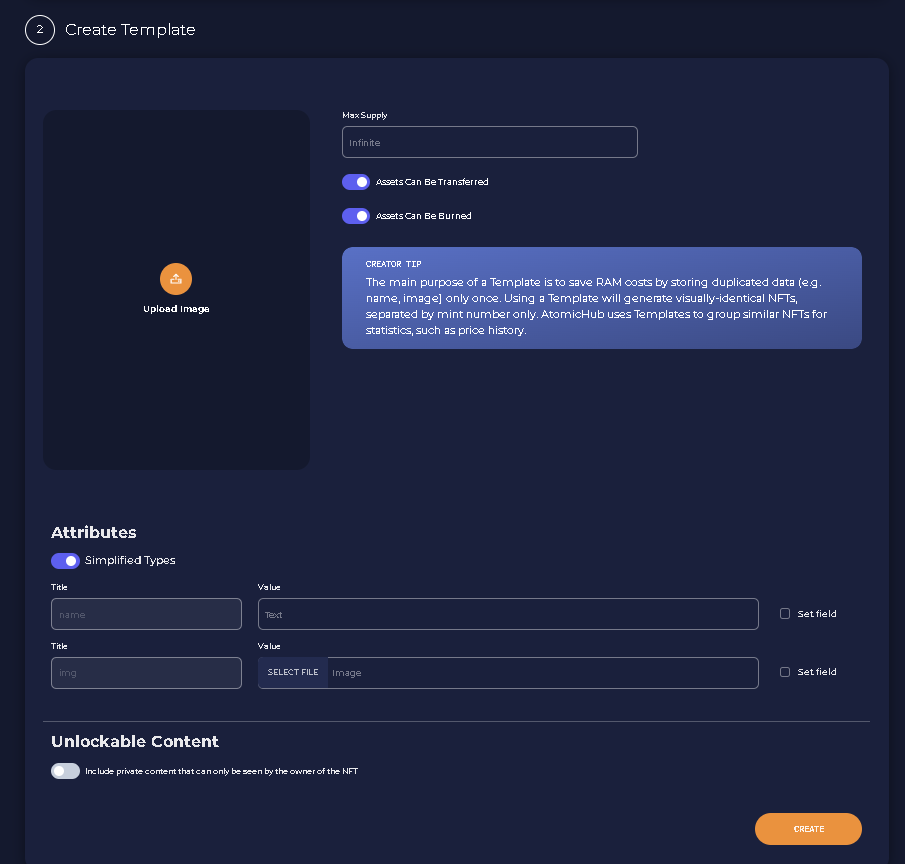 2 Create Template
Max Supply
Infinite
Assets Can Be Transferred
Assets Can Be Burned
CREATOR TIP
The main purpose of a Template is to save RAM costs by storing duplicated data (e.g.
name, image) only once. Using a Template will generate visually-identical NFTs,
separated by mint number only. AtomicHub uses Templates to group similar NFTs for
statistics, such as price history.
Upload Image
Attributes
Simplified Types
Title Value
name Text Set field
Title Value
img SELECT FILE Image Set field
Unlockable Content
Include private content that can only be seen by the owner of the NFT
CREATE